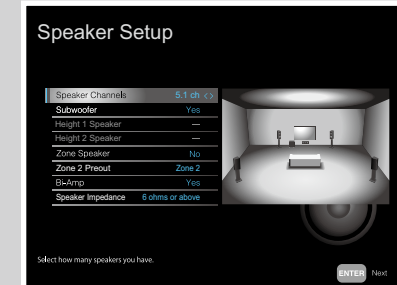 Speaker Setup
Speaker Channels 5.1 ch <>
Subwoofer Yes
Height 1 Speaker —
Height 2 Speaker —
Zone Speaker No
Zone 2 Preout Zone 2
Bi-Amp Yes
Speaker Impedance 6 ohms or above
Select how many speakers you have.
ENTER Next